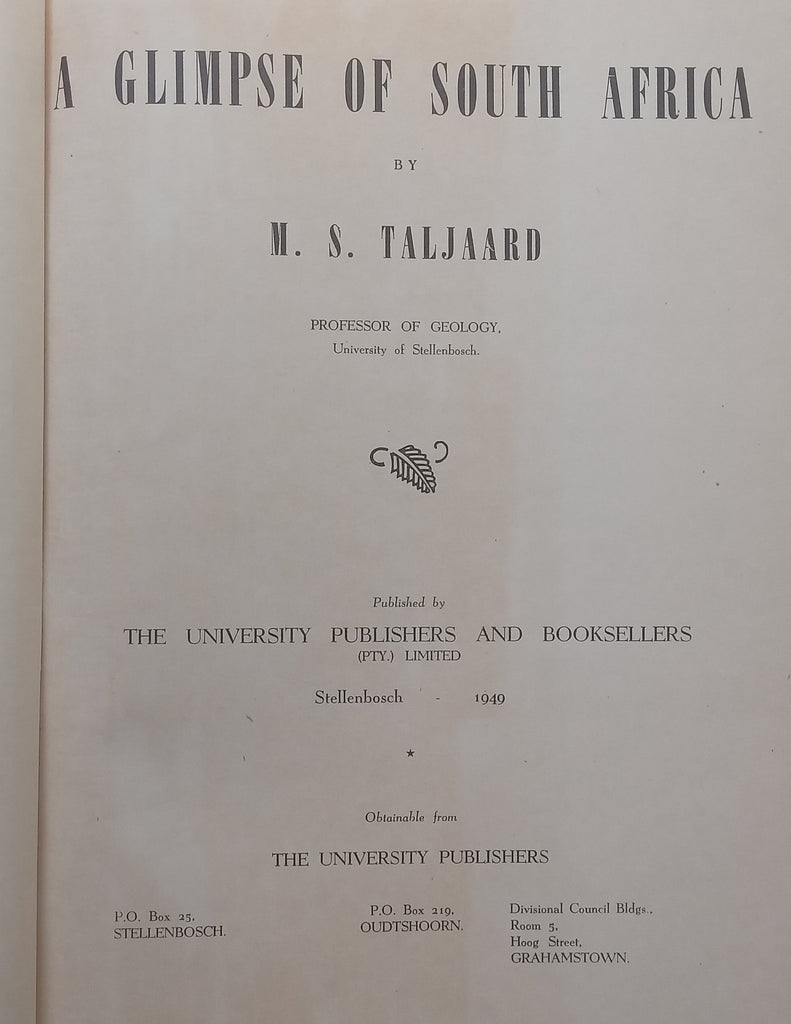 A GLIMPSE OF SOUTH AFRICA
BY
M. S. TALJAARD
PROFESSOR OF GEOLOGY,
University of Stellenbosch.
Published by
THE UNIVERSITY PUBLISHERS AND BOOKSELLERS
(PTY.) LIMITED
Stellenbosch - 1949
Obtainable from
THE UNIVERSITY PUBLISHERS
P.O. Box 25,
STELLENBOSCH.
P.O. Box 219,
OUDTSHOORN.
Divisional Council Bldgs.,
Room 5,
Hoog Street,
GRAHAMSTOWN.